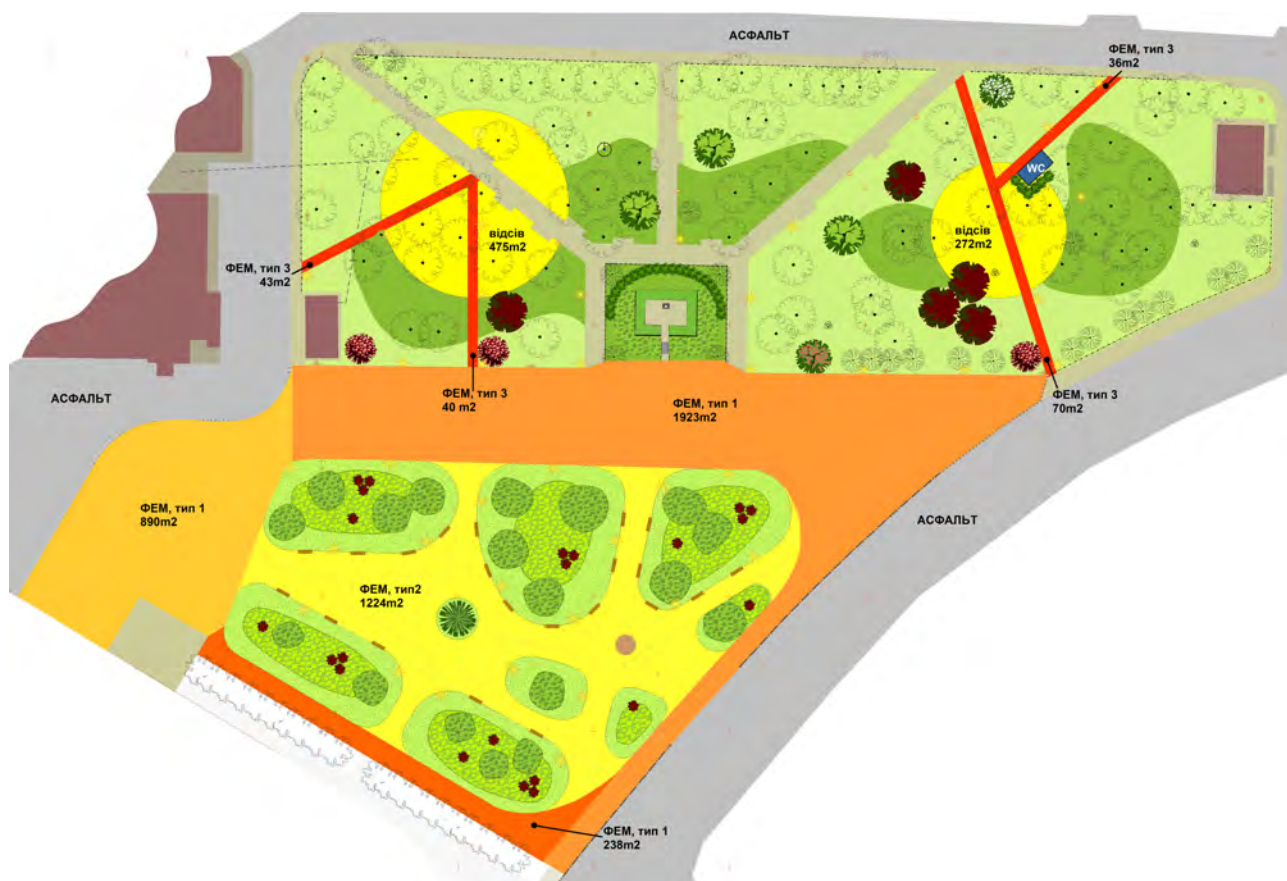 АСФАЛЬТ
ФЕМ, тип 3
36m2
WC
відсів
475m2
відсів
272m2
ФЕМ, тип 3
43m2
ФЕМ, тип 3
40 m2
ФЕМ, тип 1
1923m2
ФЕМ, тип 3
70m2
АСФАЛЬТ
ФЕМ, тип 1
890m2
АСФАЛЬТ
ФЕМ, тип2
1224m2
ФЕМ, тип 1
238m2